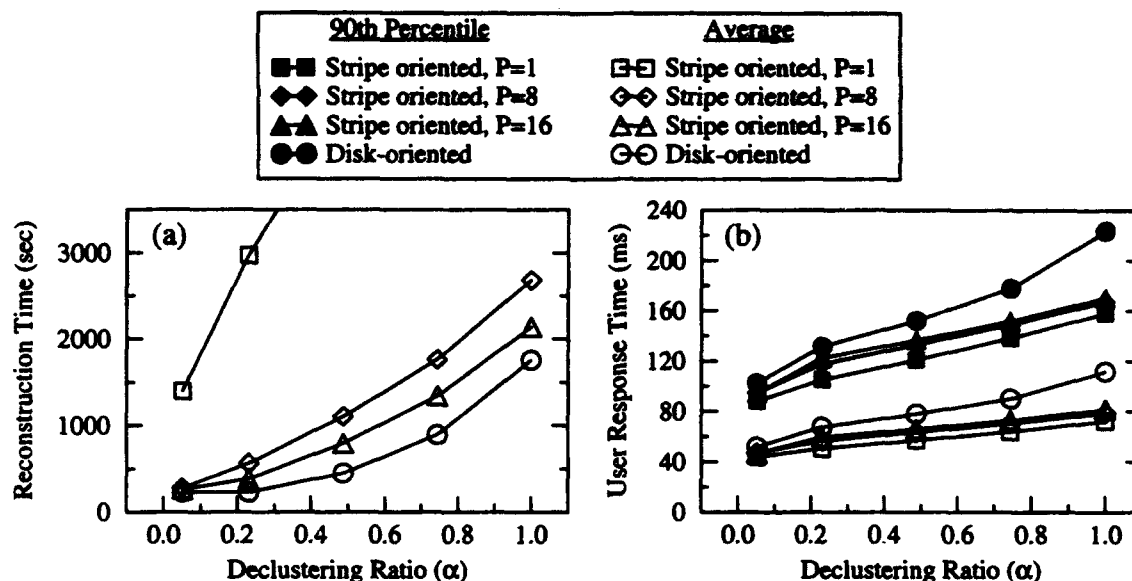 90th Percentile Average
Stripe oriented, P=1 Stripe oriented, P=1
Stripe oriented, P=8 Stripe oriented, P=8
Stripe oriented, P=16 Stripe oriented, P=16
Disk-oriented Disk-oriented
(a)
Reconstruction Time (sec)
3000
2000
1000
0
0.0 0.2 0.4 0.6 0.8 1.0
Declustering Ratio (α)
(b)
User Response Time (ms)
240
200
160
120
80
40
0
0.0 0.2 0.4 0.6 0.8 1.0
Declustering Ratio (α)